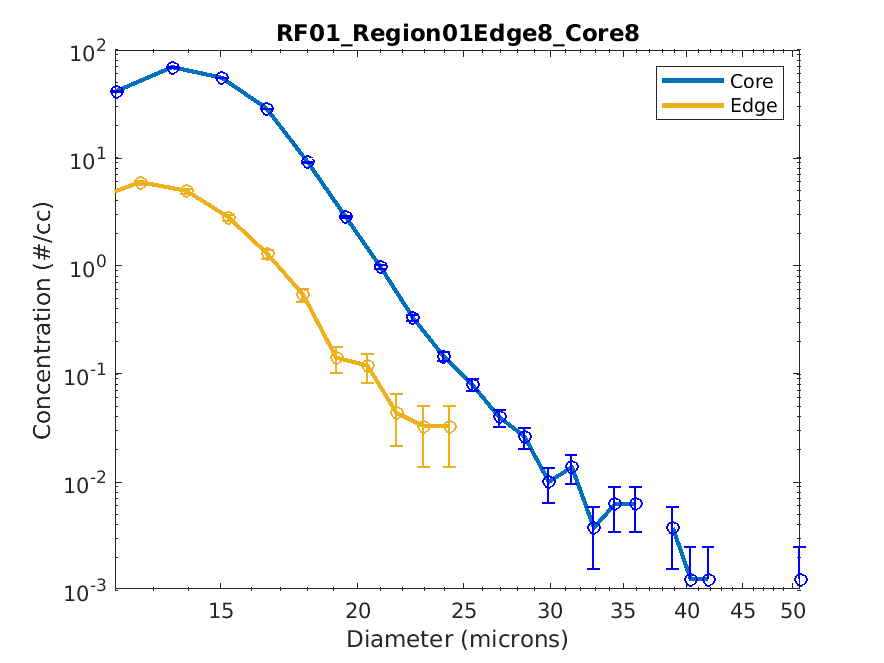 RF01_Region01Edge8_Core8
Core
Edge
Concentration (#/cc)
10^2
10^1
10^0
10^-1
10^-2
10^-3
15 20 25 30 35 40 45 50
Diameter (microns)